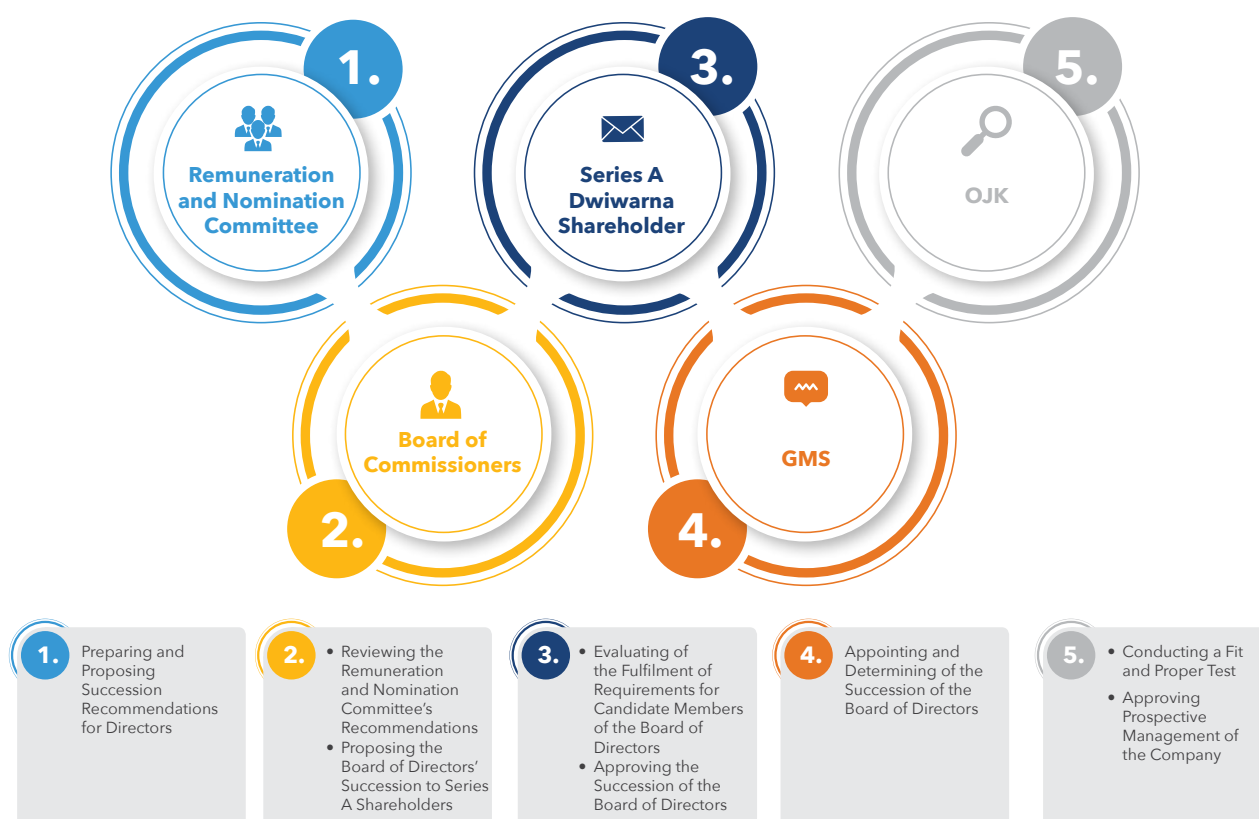 1.
Remuneration
and Nomination
Committee
3.
Series A
Dwiwarna
Shareholder
5.
OJK
Board of
Commissioners
2.
GMS
4.
1.
Preparing and
Proposing
Succession
Recommendations
for Directors
2.
• Reviewing the
Remuneration
and Nomination
Committee’s
Recommendations
• Proposing the
Board of Directors’
Succession to Series
A Shareholders
3.
• Evaluating of
the Fulfilment of
Requirements for
Candidate Members
of the Board of
Directors
• Approving the
Succession of the
Board of Directors
4.
Appointing and
Determining of the
Succession of the
Board of Directors
5.
• Conducting a Fit
and Proper Test
• Approving
Prospective
Management of
the Company